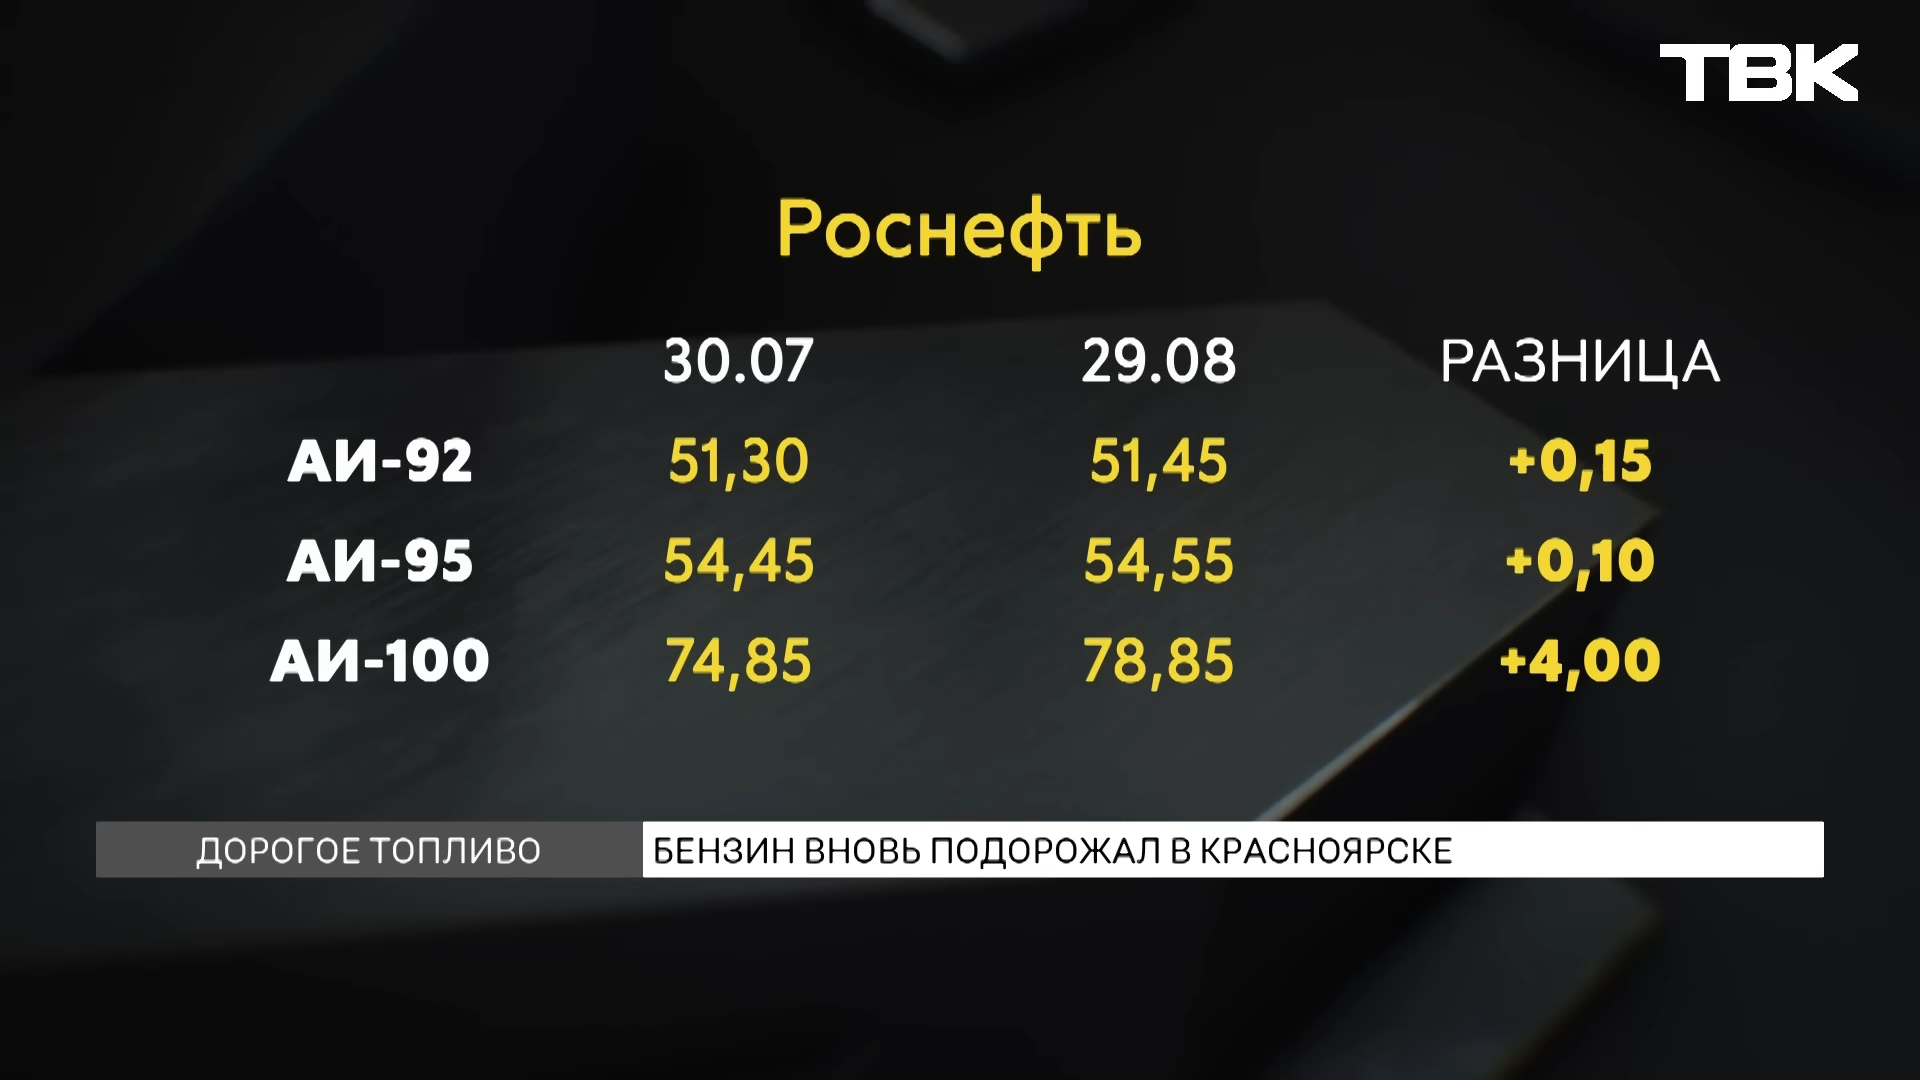 ТВК
Роснефть
30.07 29.08 РАЗНИЦА
АИ-92 51,30 51,45 +0,15
АИ-95 54,45 54,55 +0,10
АИ-100 74,85 78,85 +4,00
ДОРОГОЕ ТОПЛИВО БЕНЗИН ВНОВЬ ПОДОРОЖАЛ В КРАСНОЯРСКЕ